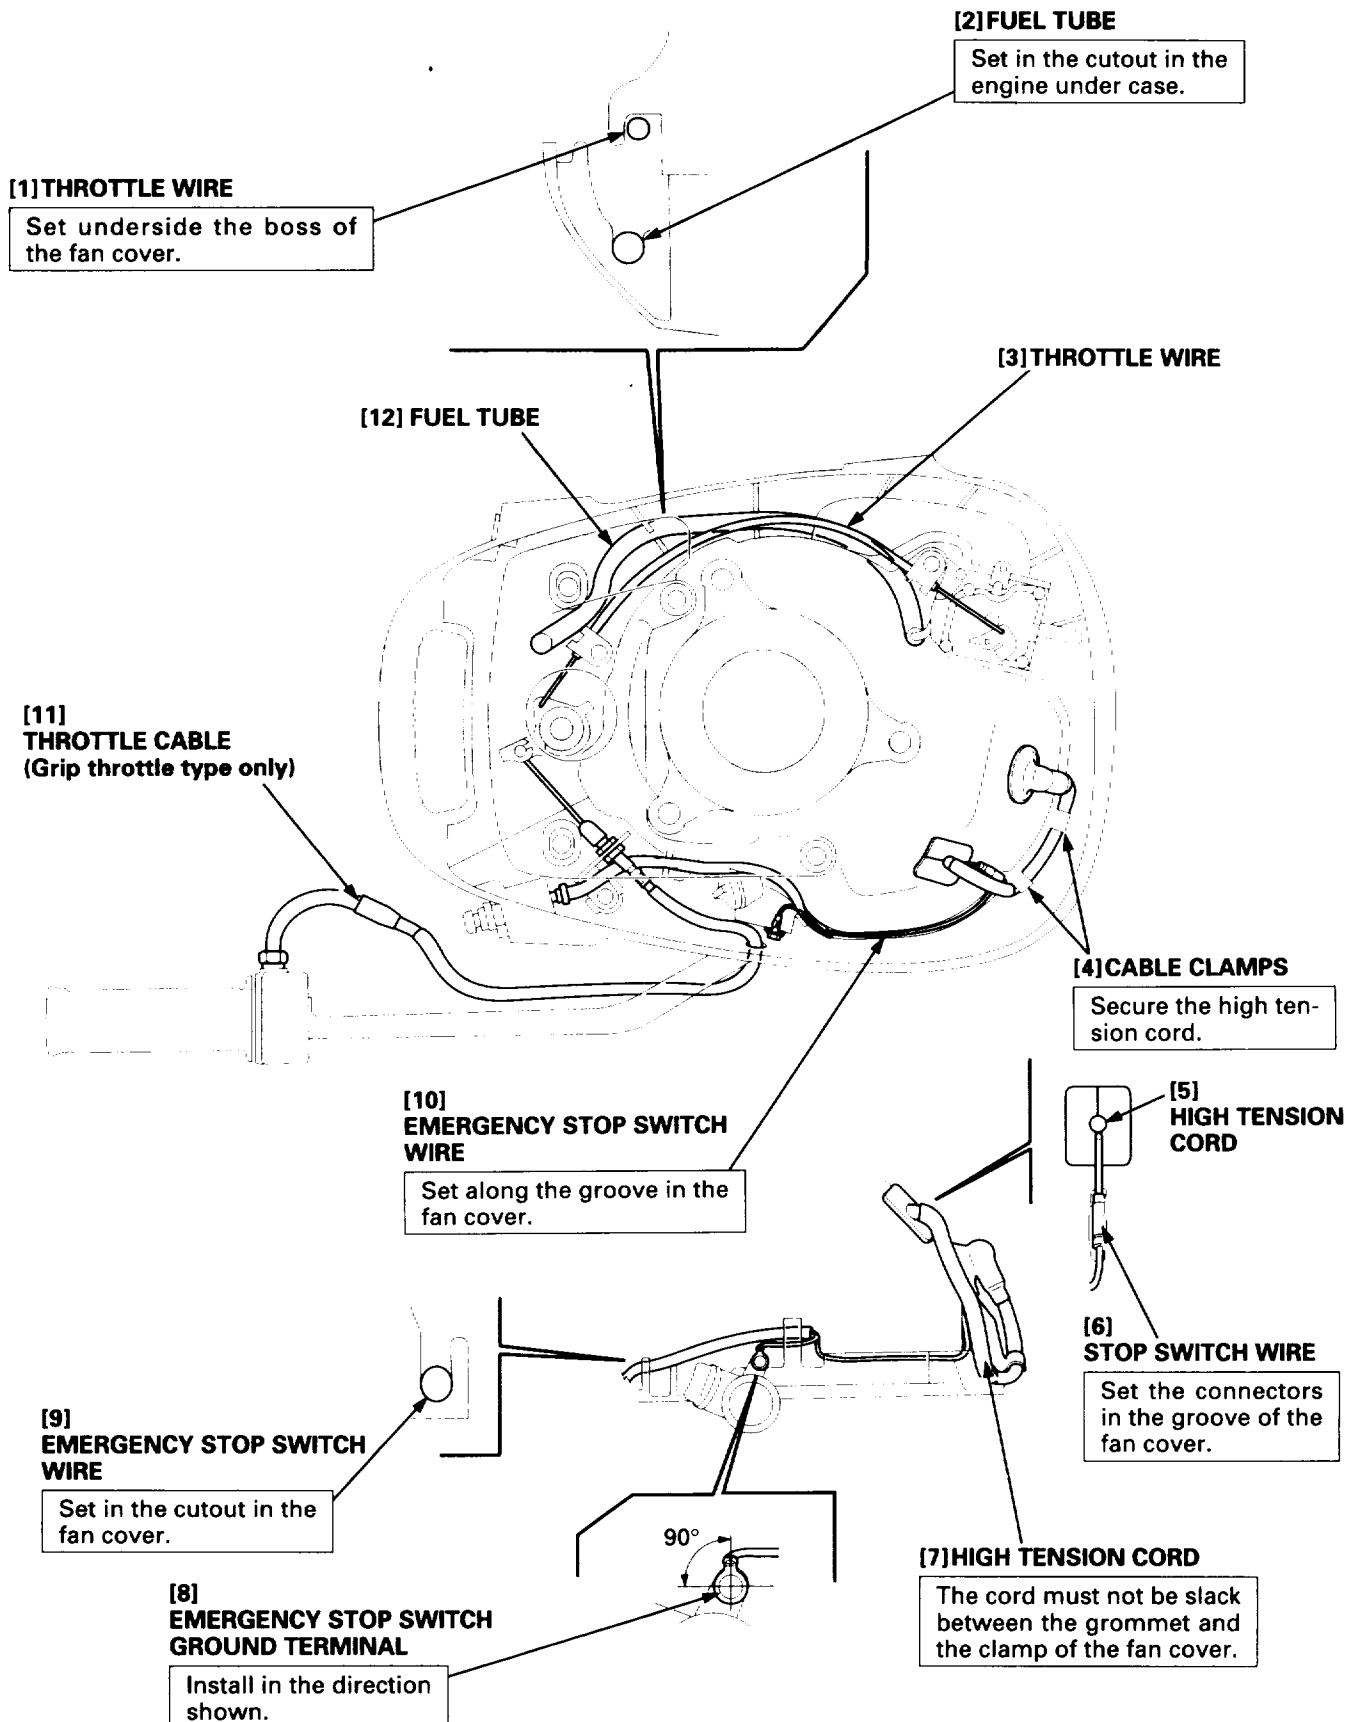 [2] FUEL TUBE
Set in the cutout in the
engine under case.
[1] THROTTLE WIRE
Set underside the boss of
the fan cover.
[3] THROTTLE WIRE
[12] FUEL TUBE
[11]
THROTTLE CABLE
(Grip throttle type only)
[4] CABLE CLAMPS
Secure the high ten-
sion cord.
[5]
HIGH TENSION
CORD
[10]
EMERGENCY STOP SWITCH
WIRE
Set along the groove in the
fan cover.
[6]
STOP SWITCH WIRE
Set the connectors
in the groove of the
fan cover.
[9]
EMERGENCY STOP SWITCH
WIRE
Set in the cutout in the
fan cover.
90°
[7] HIGH TENSION CORD
The cord must not be slack
between the grommet and
the clamp of the fan cover.
[8]
EMERGENCY STOP SWITCH
GROUND TERMINAL
Install in the direction
shown.